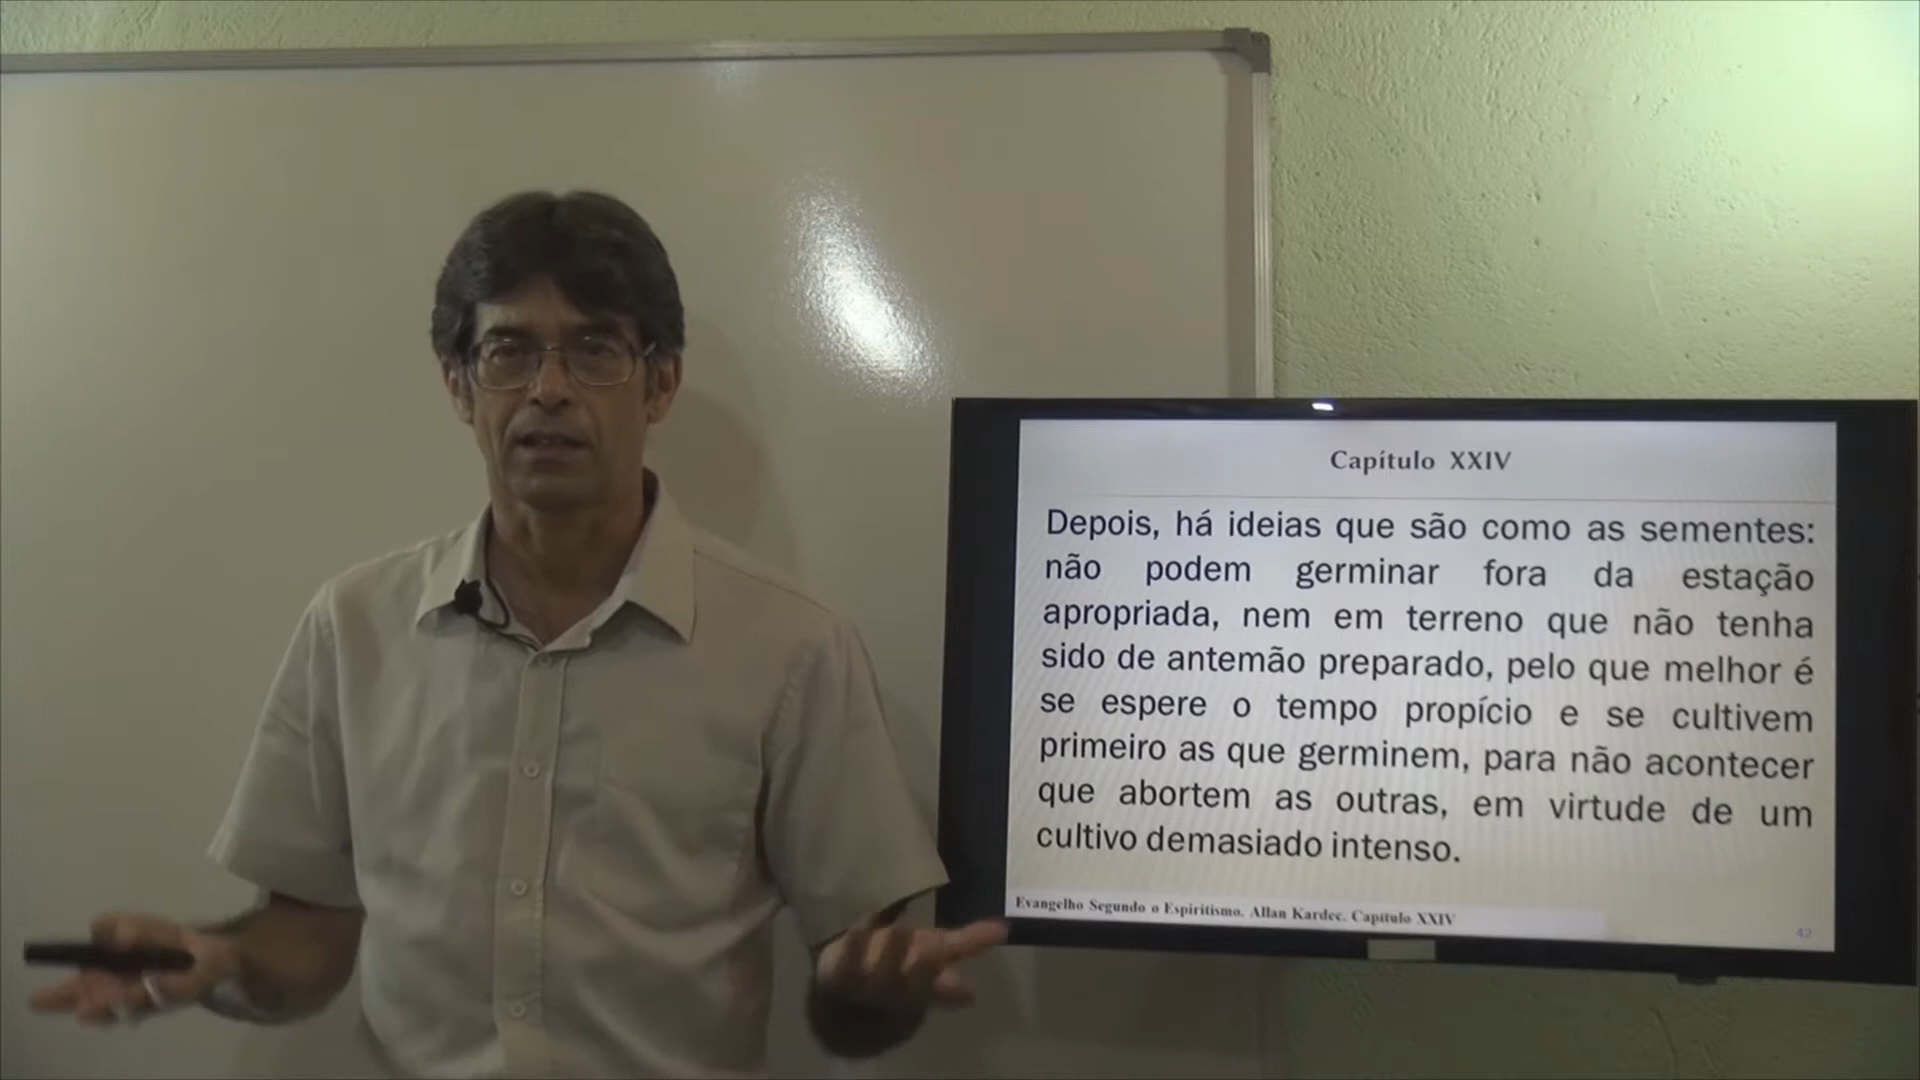 Capítulo XXIV
Depois, há ideias que são como as sementes:
não podem germinar fora da estação
apropriada, nem em terreno que não tenha
sido de antemão preparado, pelo que melhor é
se espere o tempo propício e se cultivem
primeiro as que germinem, para não acontecer
que abortem as outras, em virtude de um
cultivo demasiado intenso.
Evangelho Segundo o Espiritismo. Allan Kardec. Capítulo XXIV
42